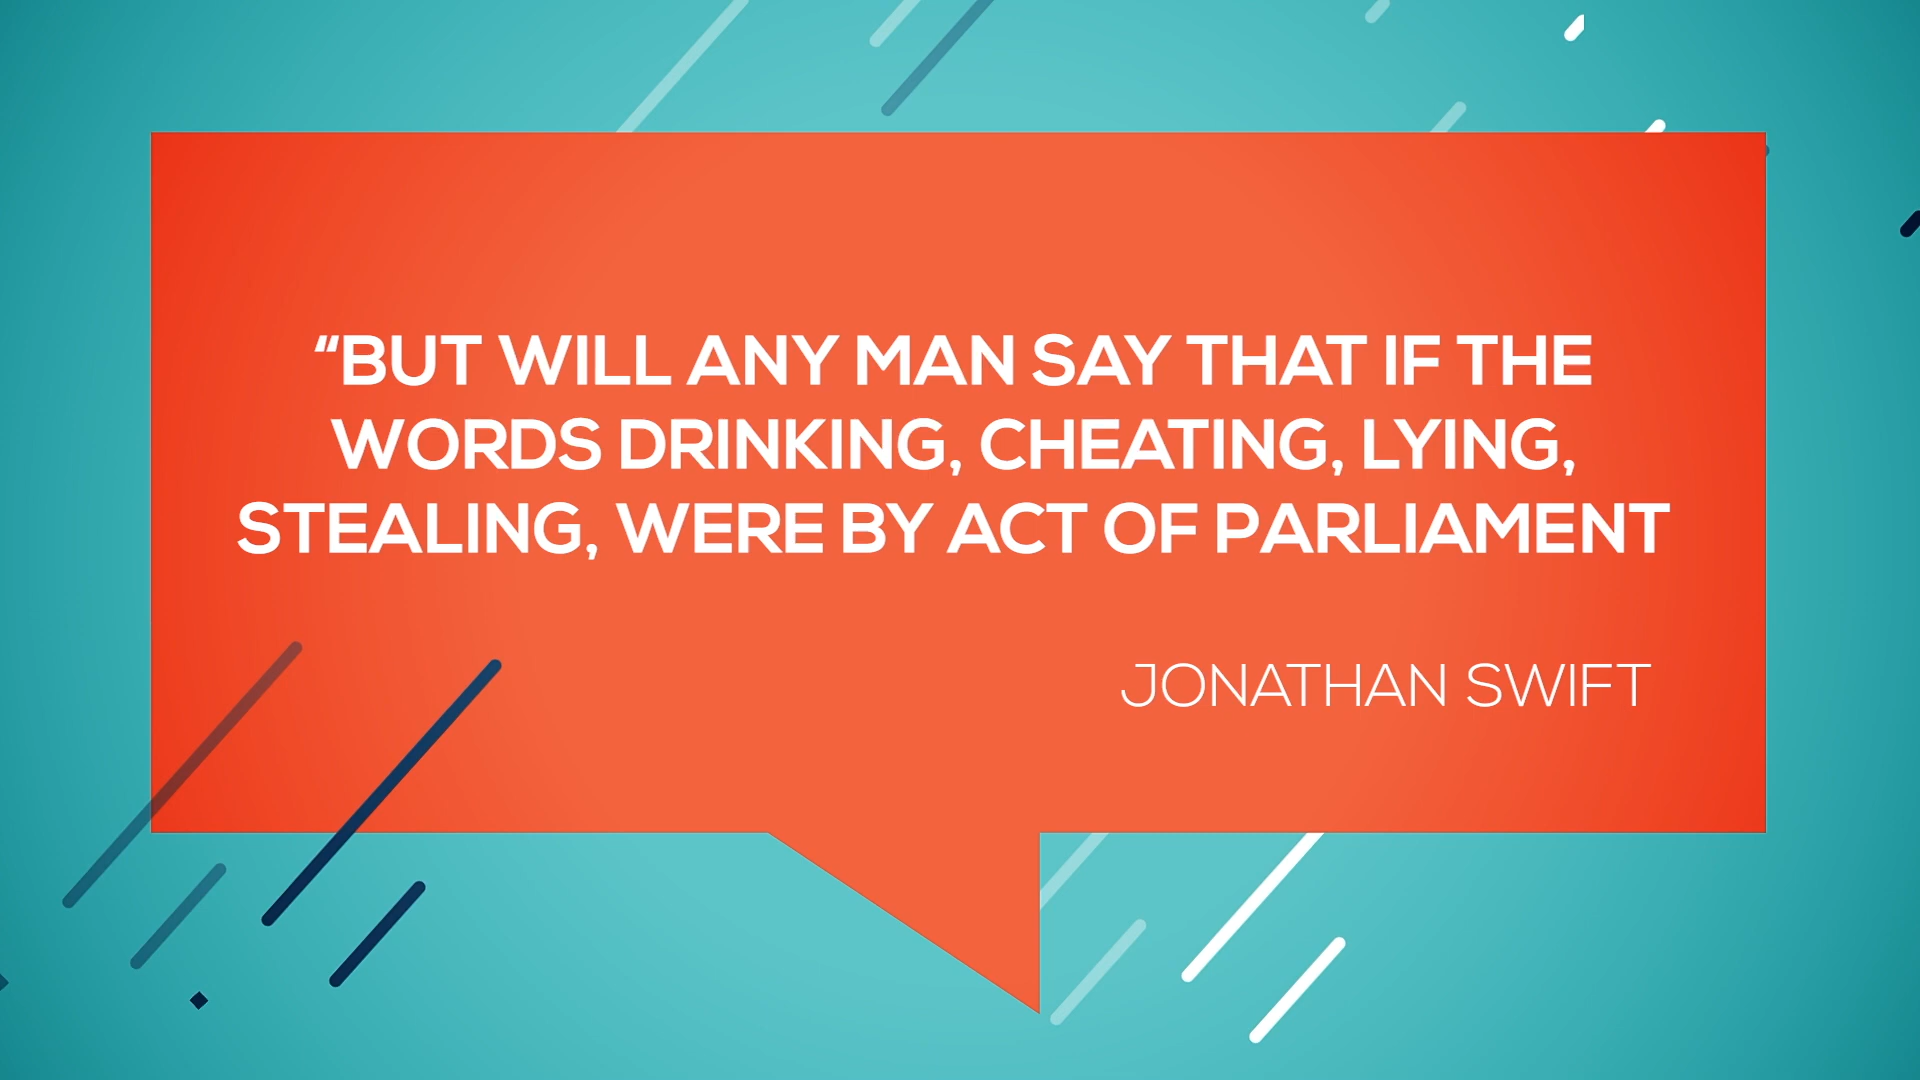 “BUT WILL ANY MAN SAY THAT IF THE
WORDS DRINKING, CHEATING, LYING,
STEALING, WERE BY ACT OF PARLIAMENT
JONATHAN SWIFT